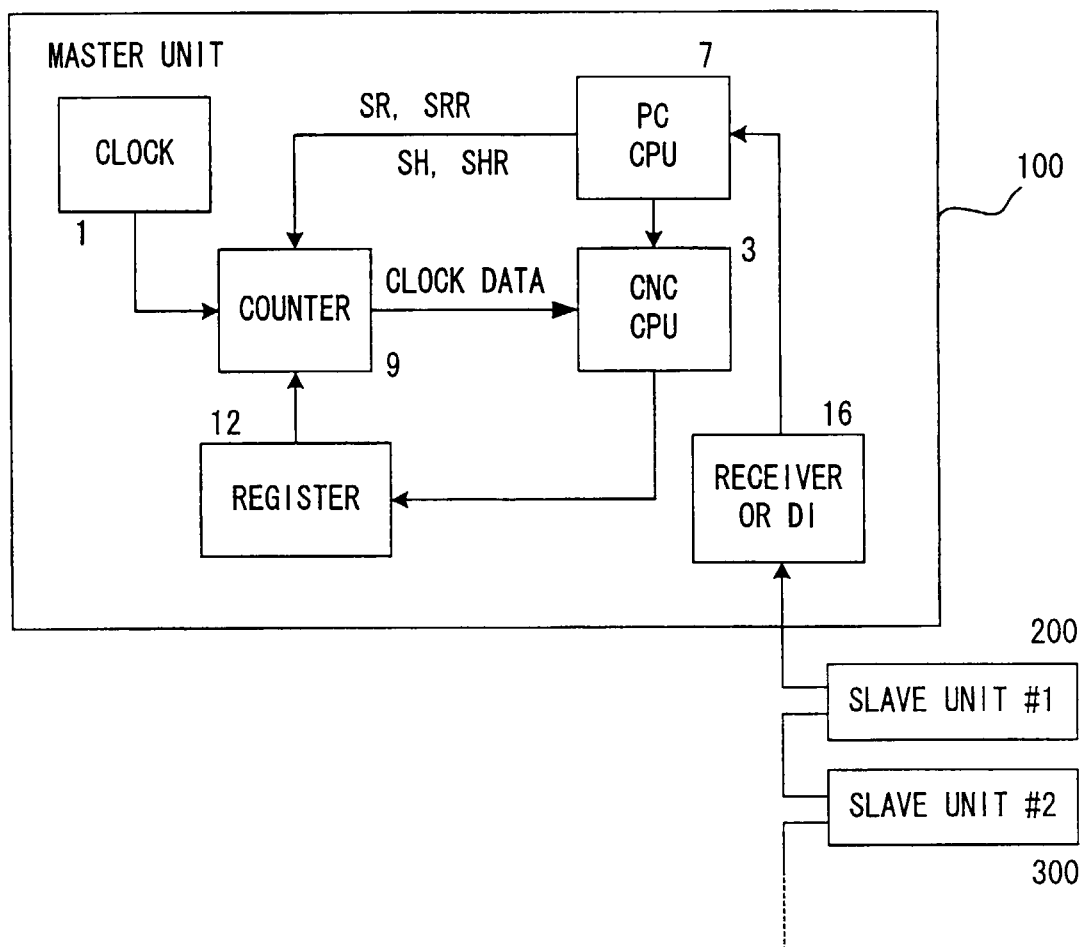 MASTER UNIT
7
CLOCK
SR, SRR
SH, SHR
PC
CPU
100
1
3
COUNTER
CLOCK DATA
CNC
CPU
9
12
16
REGISTER
RECEIVER
OR DI
200
SLAVE UNIT #1
SLAVE UNIT #2
300